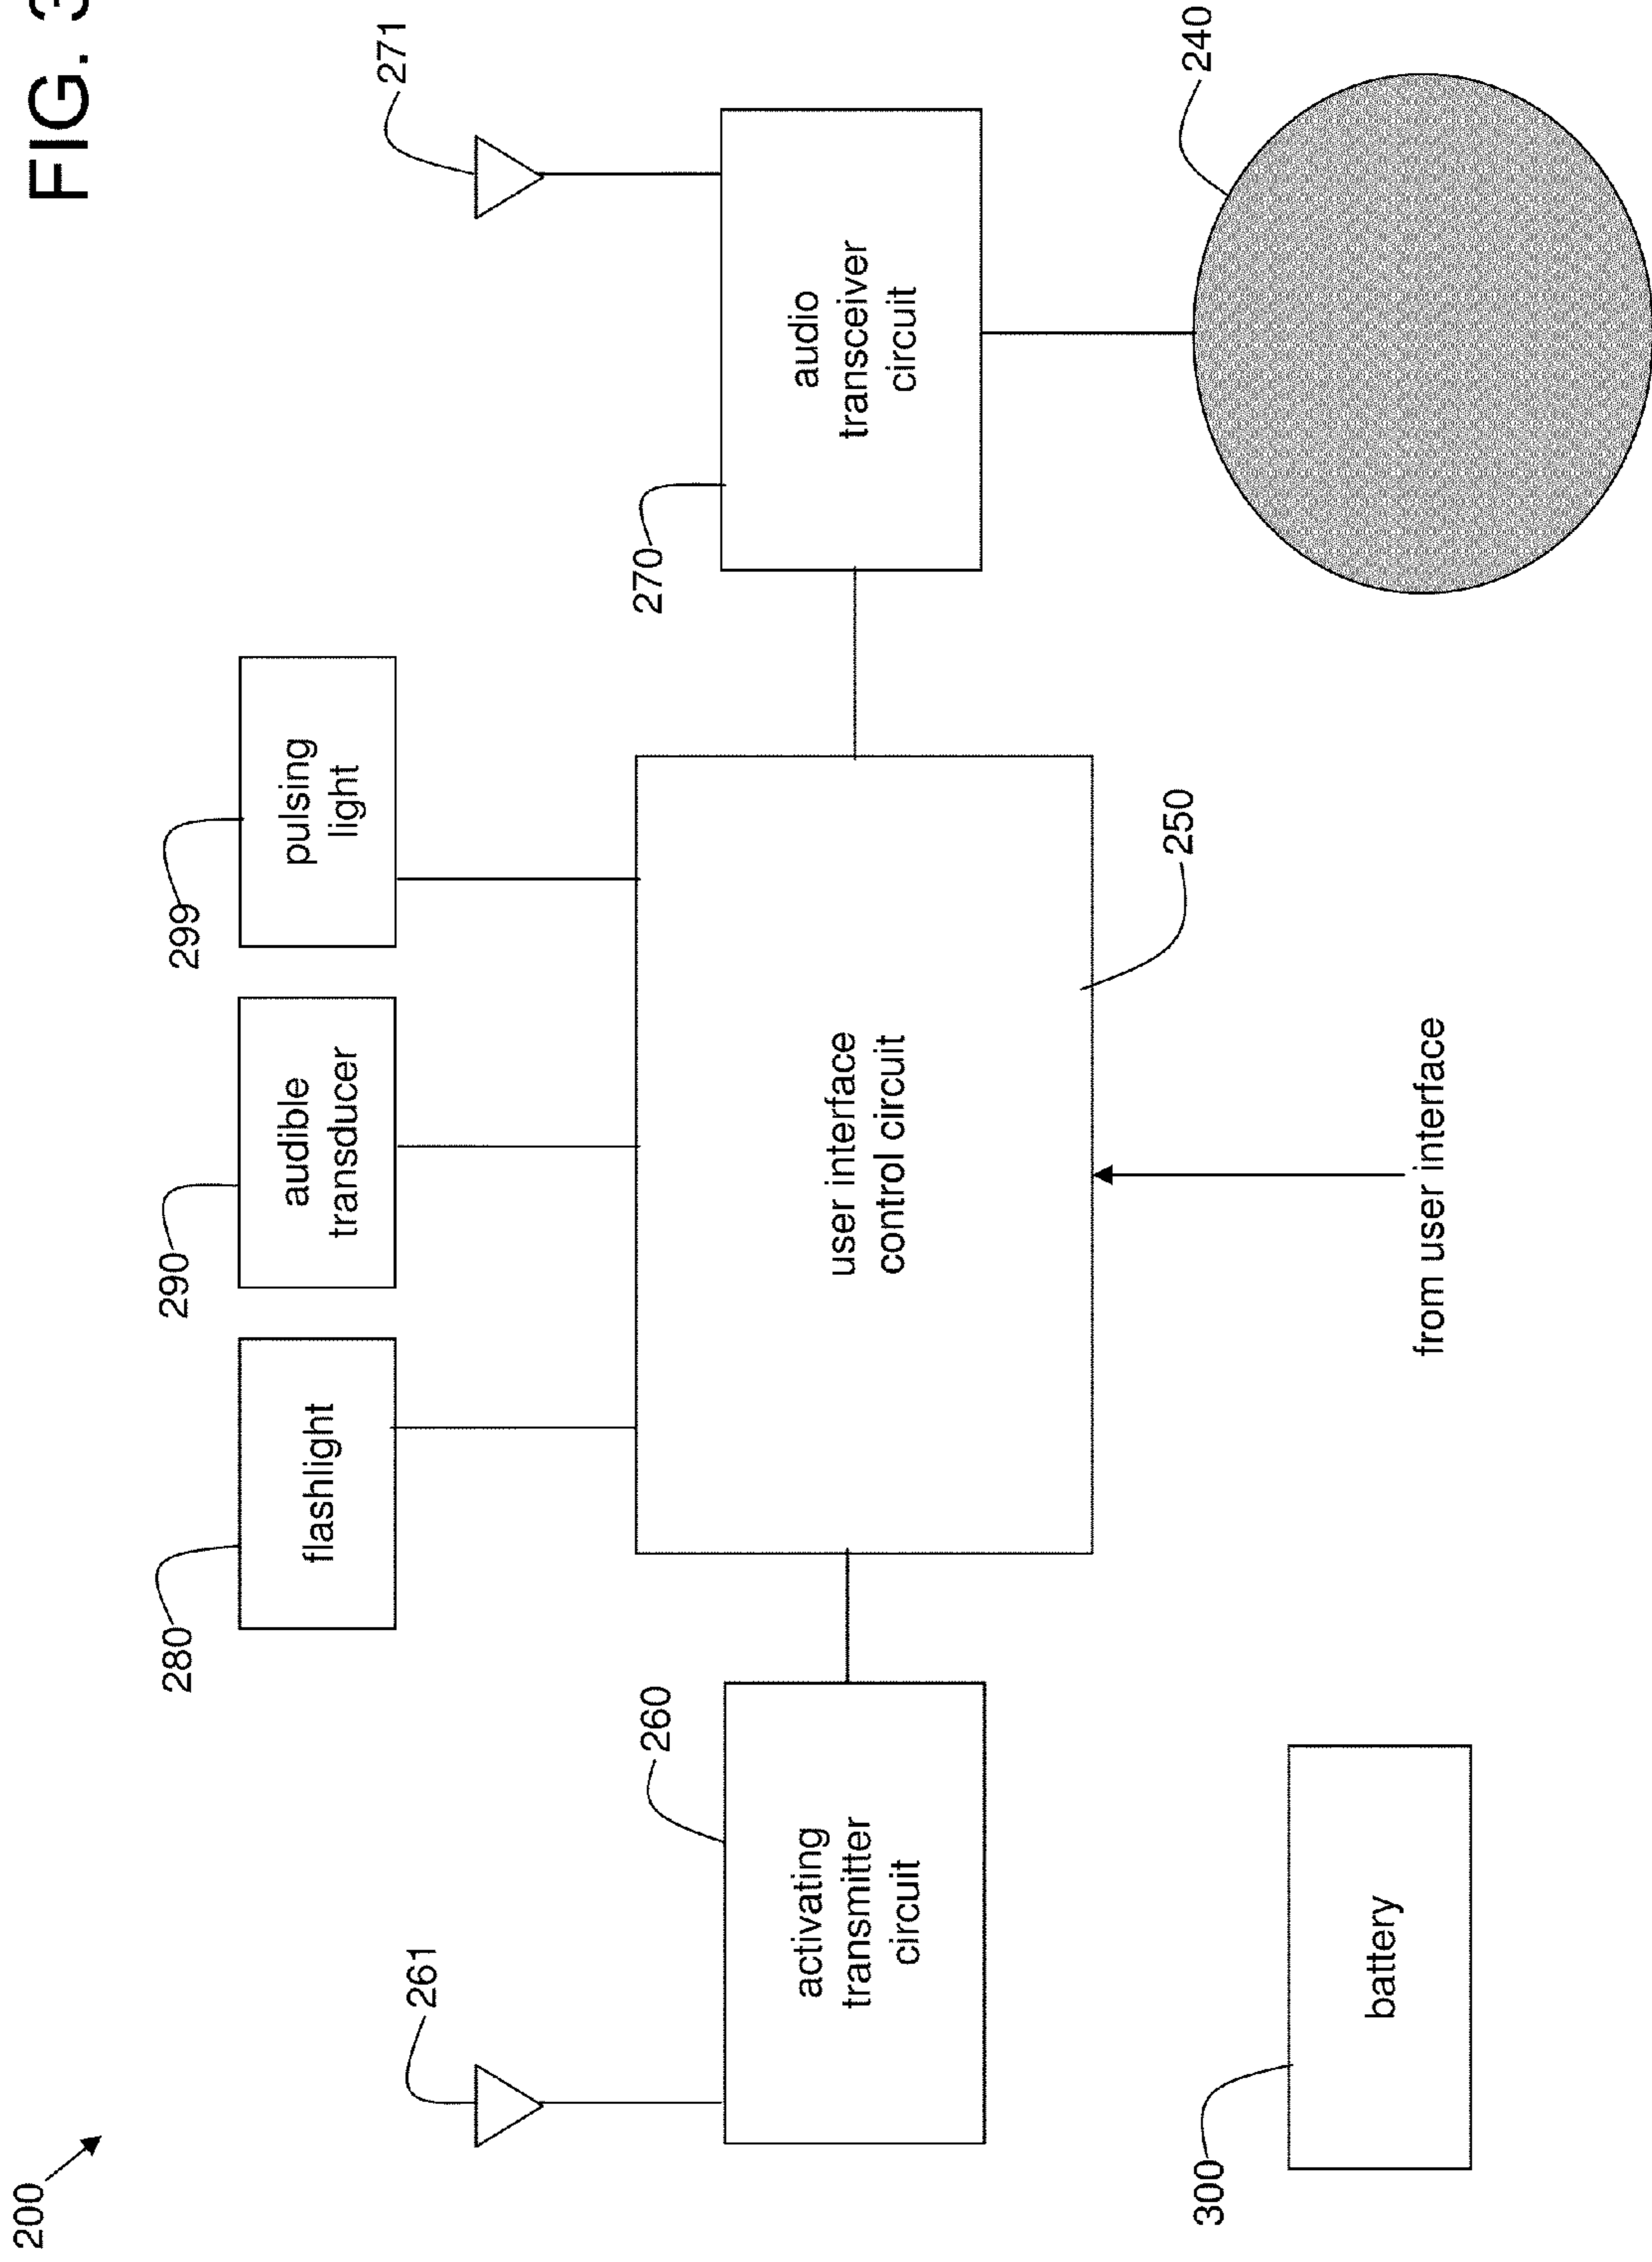 FIG. 3
200
280
290
299
flashlight
audible
transducer
pulsing
light
261
271
260
270
activating
transmitter
circuit
user interface
control circuit
audio
transceiver
circuit
250
240
300
battery
from user interface